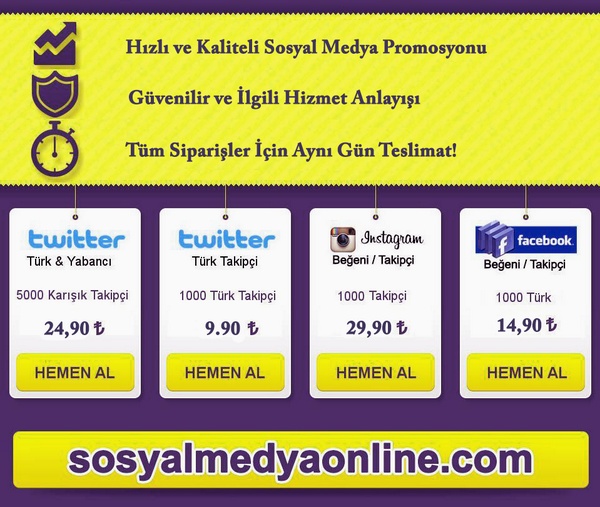 Hızlı ve Kaliteli Sosyal Medya Promosyonu
Güvenilir ve İlgili Hizmet Anlayışı
Tüm Siparişler İçin Aynı Gün Teslimat!
twitter
Türk & Yabancı
5000 Karışık Takipçi
24,90 ₺
HEMEN AL
twitter
Türk Takipçi
1000 Türk Takipçi
9.90 ₺
HEMEN AL
Instagram
Beğeni / Takipçi
1000 Takipçi
29,90 ₺
HEMEN AL
facebook
Beğeni / Takipçi
1000 Türk
14,90 ₺
HEMEN AL
sosyalmedyaonline.com